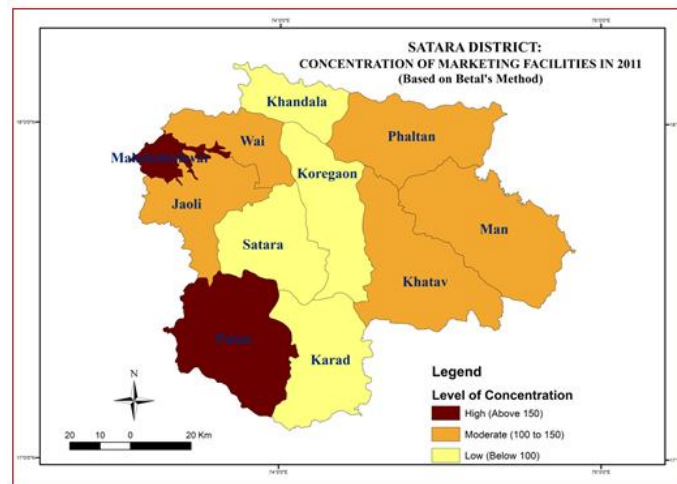 SATARA DISTRICT:
CONCENTRATION OF MARKETING FACILITIES IN 2011
(Based on Betal's Method)
Khandala
Phaltan
Wai
Koregaon
Jaoli
Man
Satara
Khatav
Karad
Legend
Level of Concentration
High (Above 150)
Moderate (100 to 150)
Low (Below 100)
N
20 10 0 20 Km